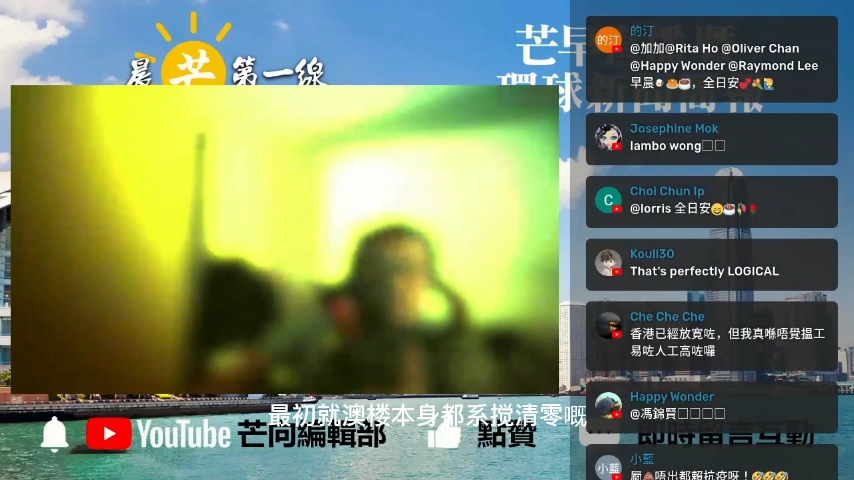 晨芒第一線
芒早
環球新聞簡報
的汀
@加加@Rita Ho @Oliver Chan
@Happy Wonder @Raymond Lee
早晨，全日安
Josephine Mok
lambo wong
Choi Chun Ip
@lorris 全日安
Kouli30
That's perfectly LOGICAL
Che Che Che
香港已經放寬咗，但我真喺唔覺搵工
易咗人工高咗囉
Happy Wonder
@馮錦賢
小藍
屙💩唔出都賴抗疫呀！🤣🤣🤣
最初就澳楼本身都系搅清零嘅
YouTube 芒向編輯部
點贊
即時留言互動